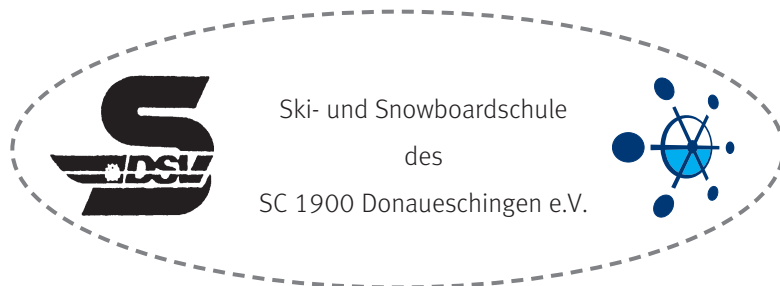 DSV
Ski- und Snowboardschule
des
SC 1900 Donaueschingen e.V.